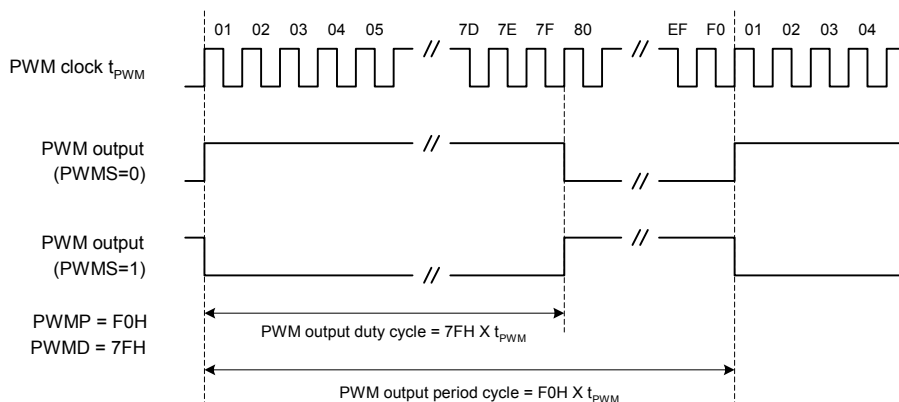 01 02 03 04 05 // 7D 7E 7F 80 EF F0 01 02 03 04
PWM clock tPWM
PWM output
(PWMS=0)
PWM output
(PWMS=1)
PWMP = F0H
PWMD = 7FH
PWM output duty cycle = 7FH X tPWM
PWM output period cycle = F0H X tPWM